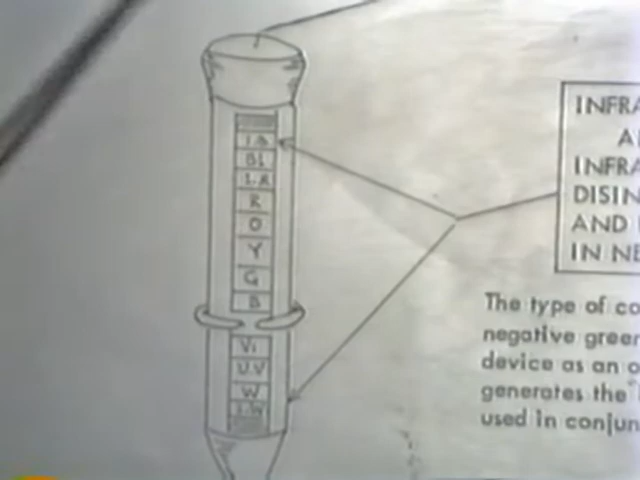 I.B
BL
I.R
R
O
Y
G
B
Vi
U.V
W
I.W
INFRA
A
INFRA
DISIN
AND
IN NE
The type of co
negative green
device as an o
generates the
used in conjun